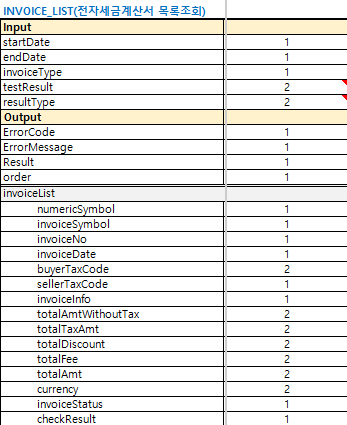 INVOICE_LIST(전자세금계산서 목록조회)
Input
startDate 1
endDate 1
invoiceType 1
testResult 2
resultType 2
Output
ErrorCode 1
ErrorMessage 1
Result 1
order 1
invoiceList
numericSymbol 1
invoiceSymbol 1
invoiceNo 1
invoiceDate 1
buyerTaxCode 2
sellerTaxCode 1
invoiceInfo 1
totalAmtWithoutTax 2
totalTaxAmt 2
totalDiscount 2
totalFee 2
totalAmt 2
currency 2
invoiceStatus 1
checkResult 1